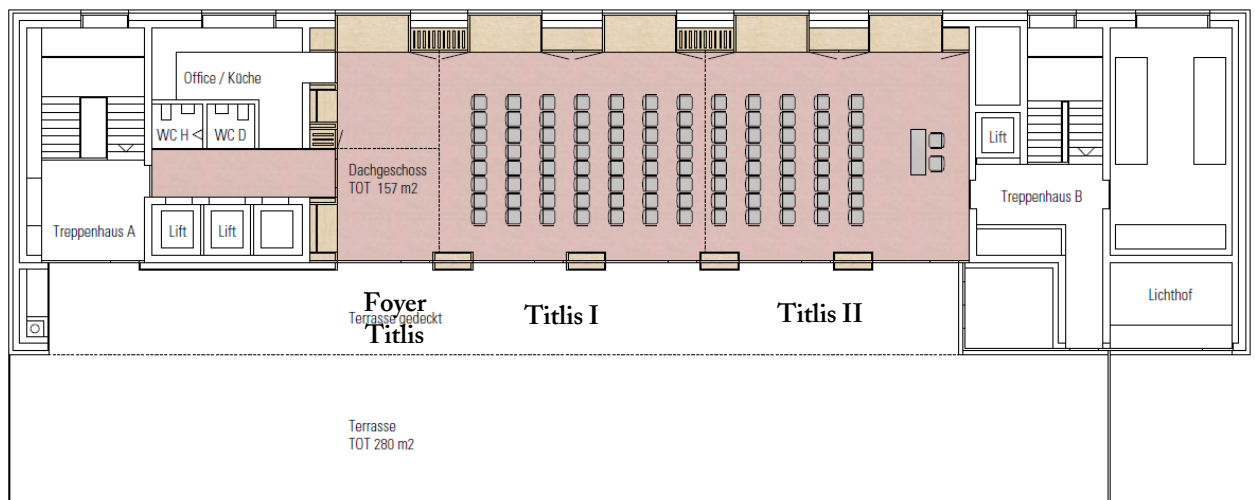 Office / Küche
WC H
WC D
Lift
Dachgeschoss
TOT 157 m2
Treppenhaus B
Treppenhaus A
Lift
Lift
Lichthof
Foyer
Titlis
Terrasse gedeckt
Titlis I
Titlis II
Terrasse
TOT 280 m2